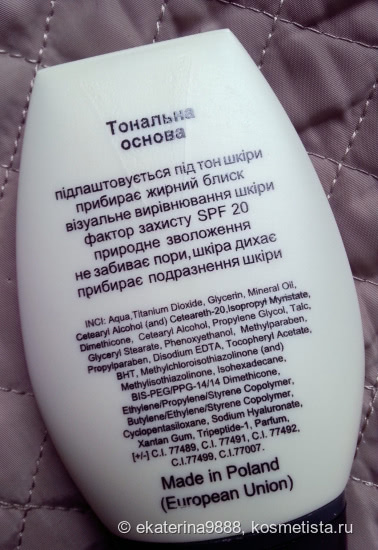 Тональна
основа
підлаштовується під тон шкіри
прибирає жирний блиск
візуальне вирівнювання шкіри
фактор захисту SPF 20
природне зволоження
не забиває пори, шкіра дихає
прибирає подразнення шкіри
INCI: Aqua,Titanium Dioxide, Glycerin, Mineral Oil,
Cetearyl Alcohol (and) Ceteareth-20,Isopropyl Myristate,
Dimethicone, Cetearyl Alcohol, Propylene Glycol, Talc,
Glyceryl Stearate, Phenoxyethanol, Methylparaben,
Propylparaben, Disodium EDTA, Tocopheryl Acetate,
BHT, Methylchloroisothiazolinone (and)
Methylisothiazolinone, Isohexadecane,
BIS-PEG/PPG-14/14 Dimethicone,
Ethylene/Propylene/Styrene Copolymer,
Butylene/Ethylene/Styrene Copolymer,
Cyclopentasiloxane, Sodium Hyaluronate,
Xantan Gum, Tripeptide-1, Parfum,
[+/-] C.I. 77489, C.I. 77491, C.I. 77492,
C.I.77499, C.I.77007.
Made in Poland
(European Union)
© ekaterina9888, kosmetista.ru